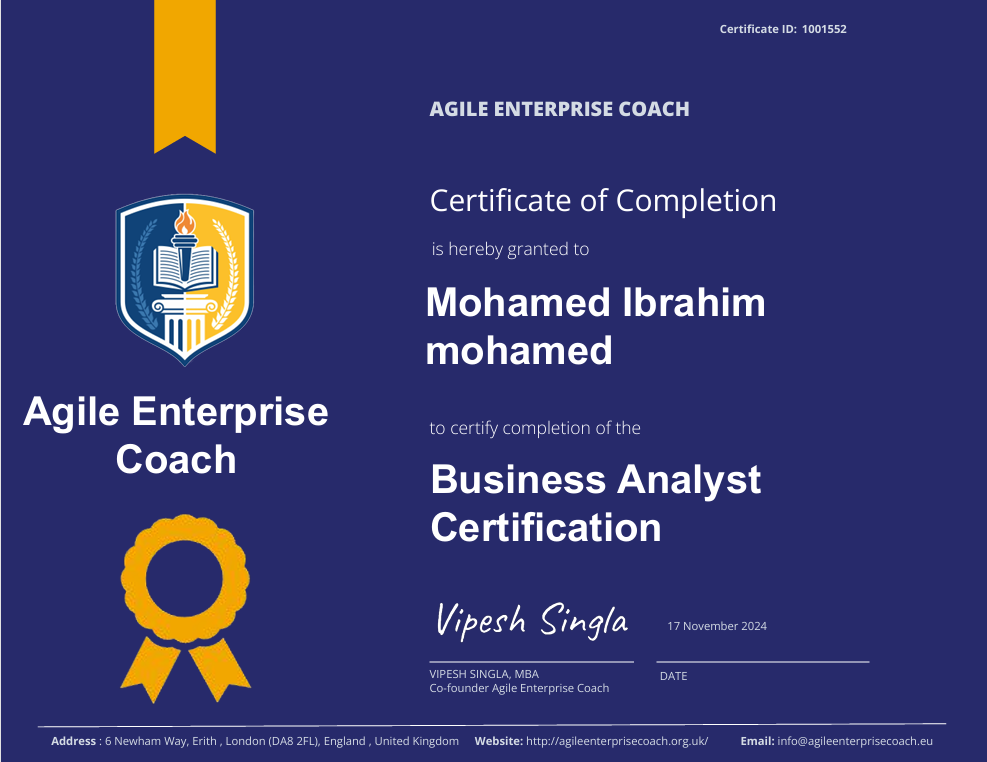 Certificate ID: 1001552
AGILE ENTERPRISE COACH
Certificate of Completion
is hereby granted to
Mohamed Ibrahim
mohamed
Agile Enterprise
Coach
to certify completion of the
Business Analyst
Certification
Vipesh Singla
17 November 2024
VIPESH SINGLA, MBA
Co-founder Agile Enterprise Coach
DATE
Address : 6 Newham Way, Erith , London (DA8 2FL), England , United Kingdom Website: http://agileenterprisecoach.org.uk/ Email: info@agileenterprisecoach.eu